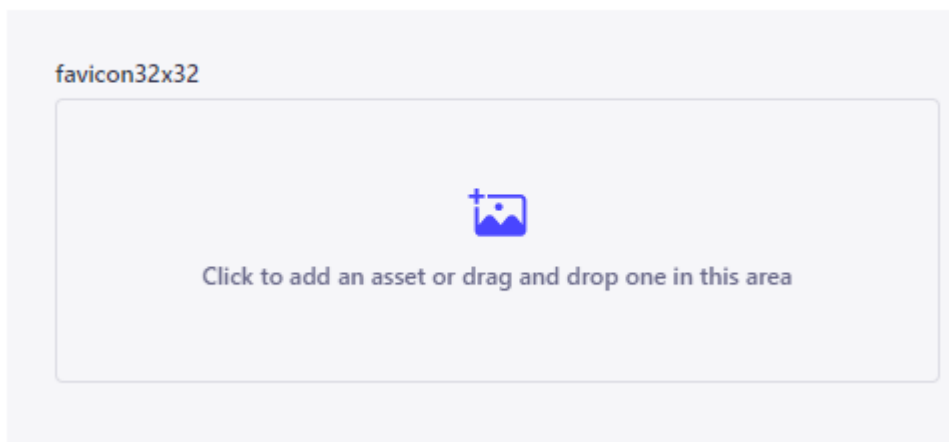 favicon32x32
Click to add an asset or drag and drop one in this area